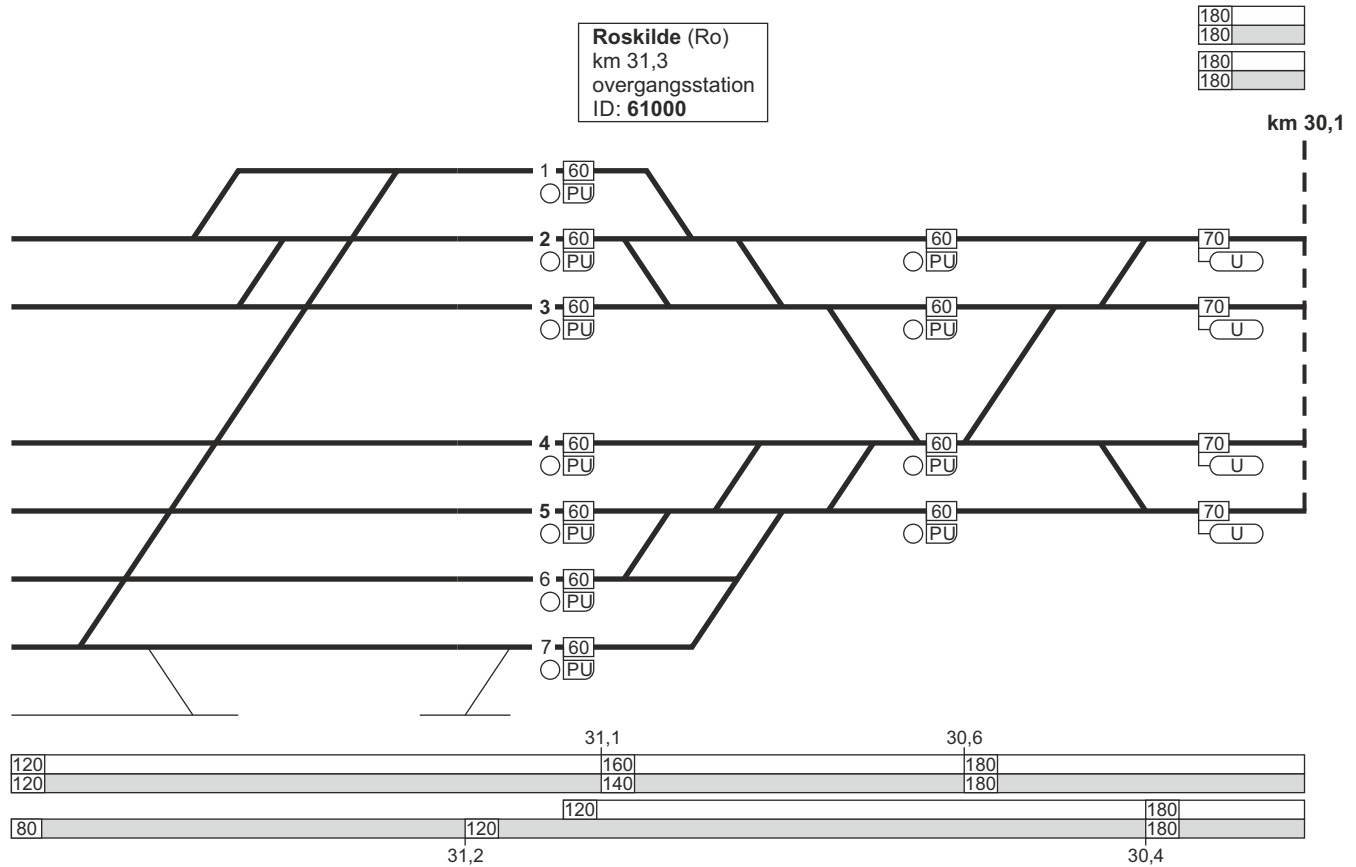 180
180
180
180
Roskilde (Ro)
km 31,3
overgangsstation
ID: 61000
km 30,1
1 60
PU
2 60 60 70
PU PU U
3 60 60 70
PU PU U
4 60 60 70
PU PU U
5 60 60 70
PU PU U
6 60
PU
7 60
PU
31,1 30,6
120 160 180
120 140 180
120 180
80 120 180
31,2 30,4